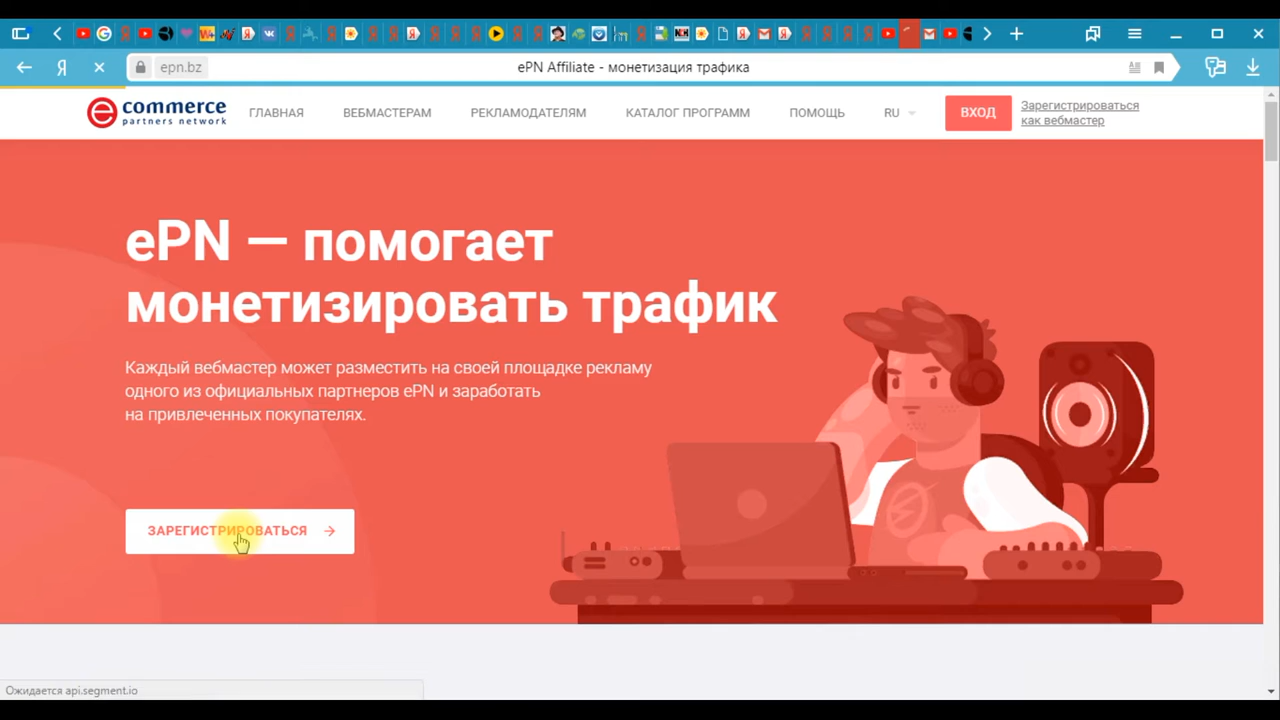 epn.bz
ePN Affiliate - монетизация трафика
e commerce
partners network
ГЛАВНАЯ
ВЕБМАСТЕРАМ
РЕКЛАМОДАТЕЛЯМ
КАТАЛОГ ПРОГРАММ
ПОМОЩЬ
RU
ВХОД
Зарегистрироваться
как вебмастер
ePN — помогает
монетизировать трафик
Каждый вебмастер может разместить на своей площадке рекламу
одного из официальных партнеров ePN и заработать
на привлеченных покупателях.
ЗАРЕГИСТРИРОВАТЬСЯ →
Ожидается api.segment.io